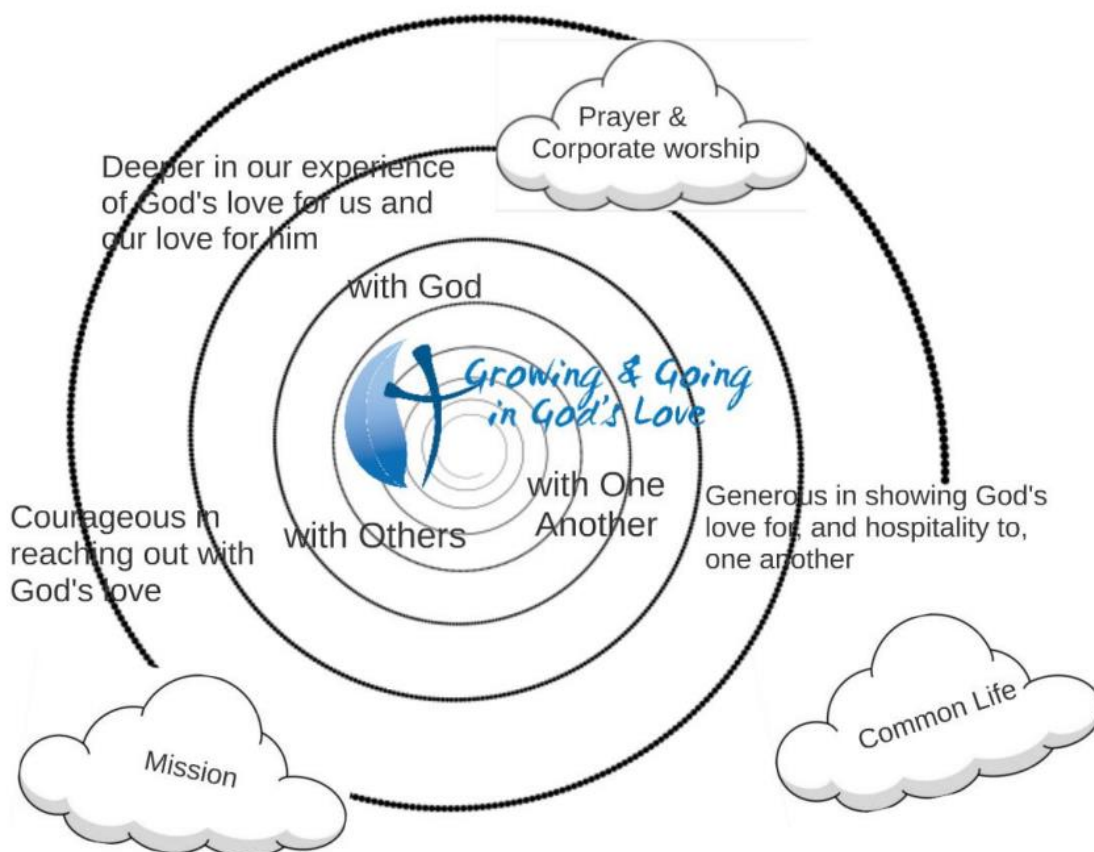 Prayer &
Corporate worship
Deeper in our experience
of God's love for us and
our love for him
with God
Growing & Going
in God's Love
with One
Another
with Others
Generous in showing God's
love for, and hospitality to,
one another
Courageous in
reaching out with
God's love
Common Life
Mission